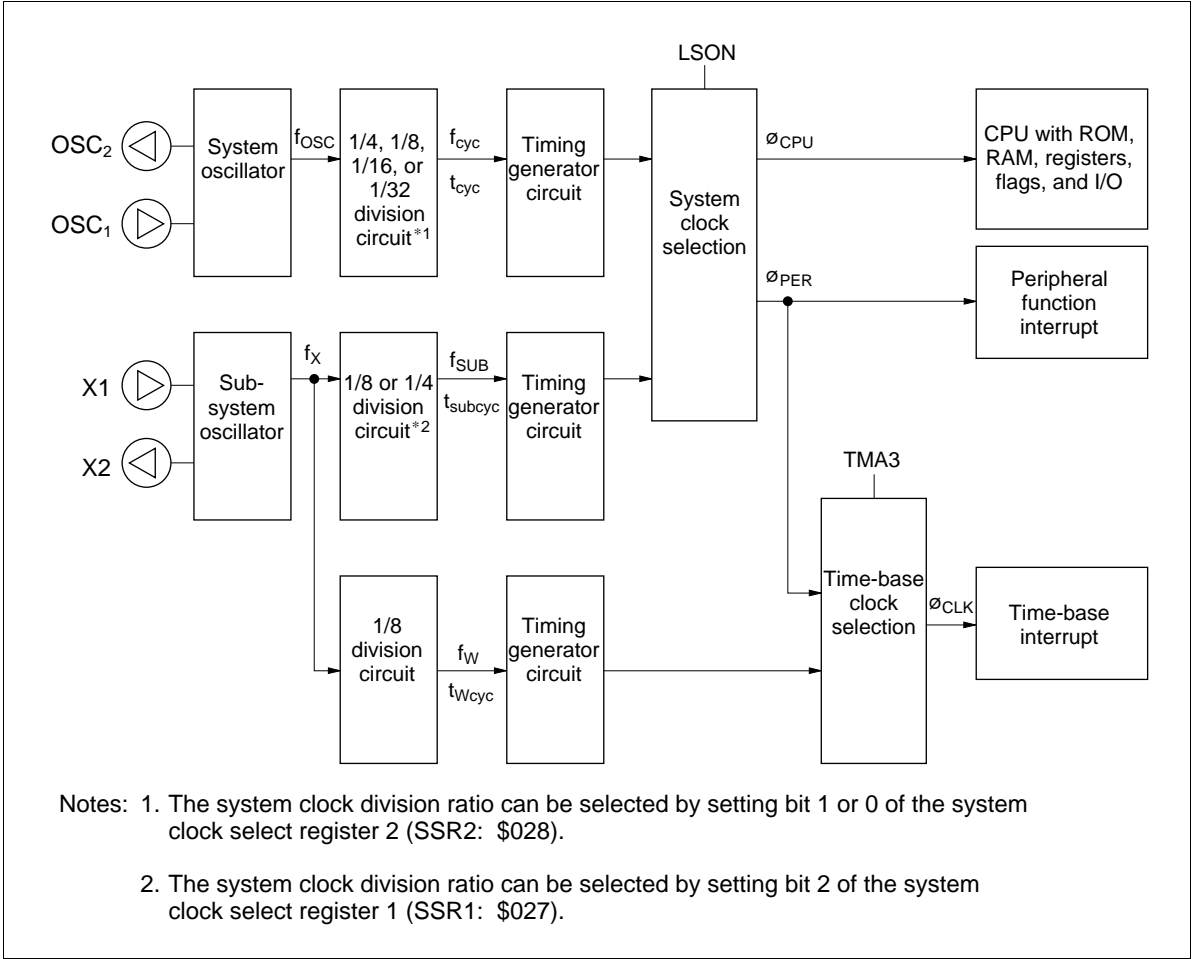 LSON
OSC2
OSC1
System
oscillator
fOSC
1/4, 1/8,
1/16, or
1/32
division
circuit*1
fcyc
tcyc
Timing
generator
circuit
System
clock
selection
øCPU
CPU with ROM,
RAM, registers,
flags, and I/O
øPER
Peripheral
function
interrupt
X1
X2
Sub-
system
oscillator
fX
1/8 or 1/4
division
circuit*2
fSUB
tsubcyc
Timing
generator
circuit
TMA3
1/8
division
circuit
fW
tWcyc
Timing
generator
circuit
Time-base
clock
selection
øCLK
Time-base
interrupt
Notes: 1. The system clock division ratio can be selected by setting bit 1 or 0 of the system
clock select register 2 (SSR2: $028).
2. The system clock division ratio can be selected by setting bit 2 of the system
clock select register 1 (SSR1: $027).